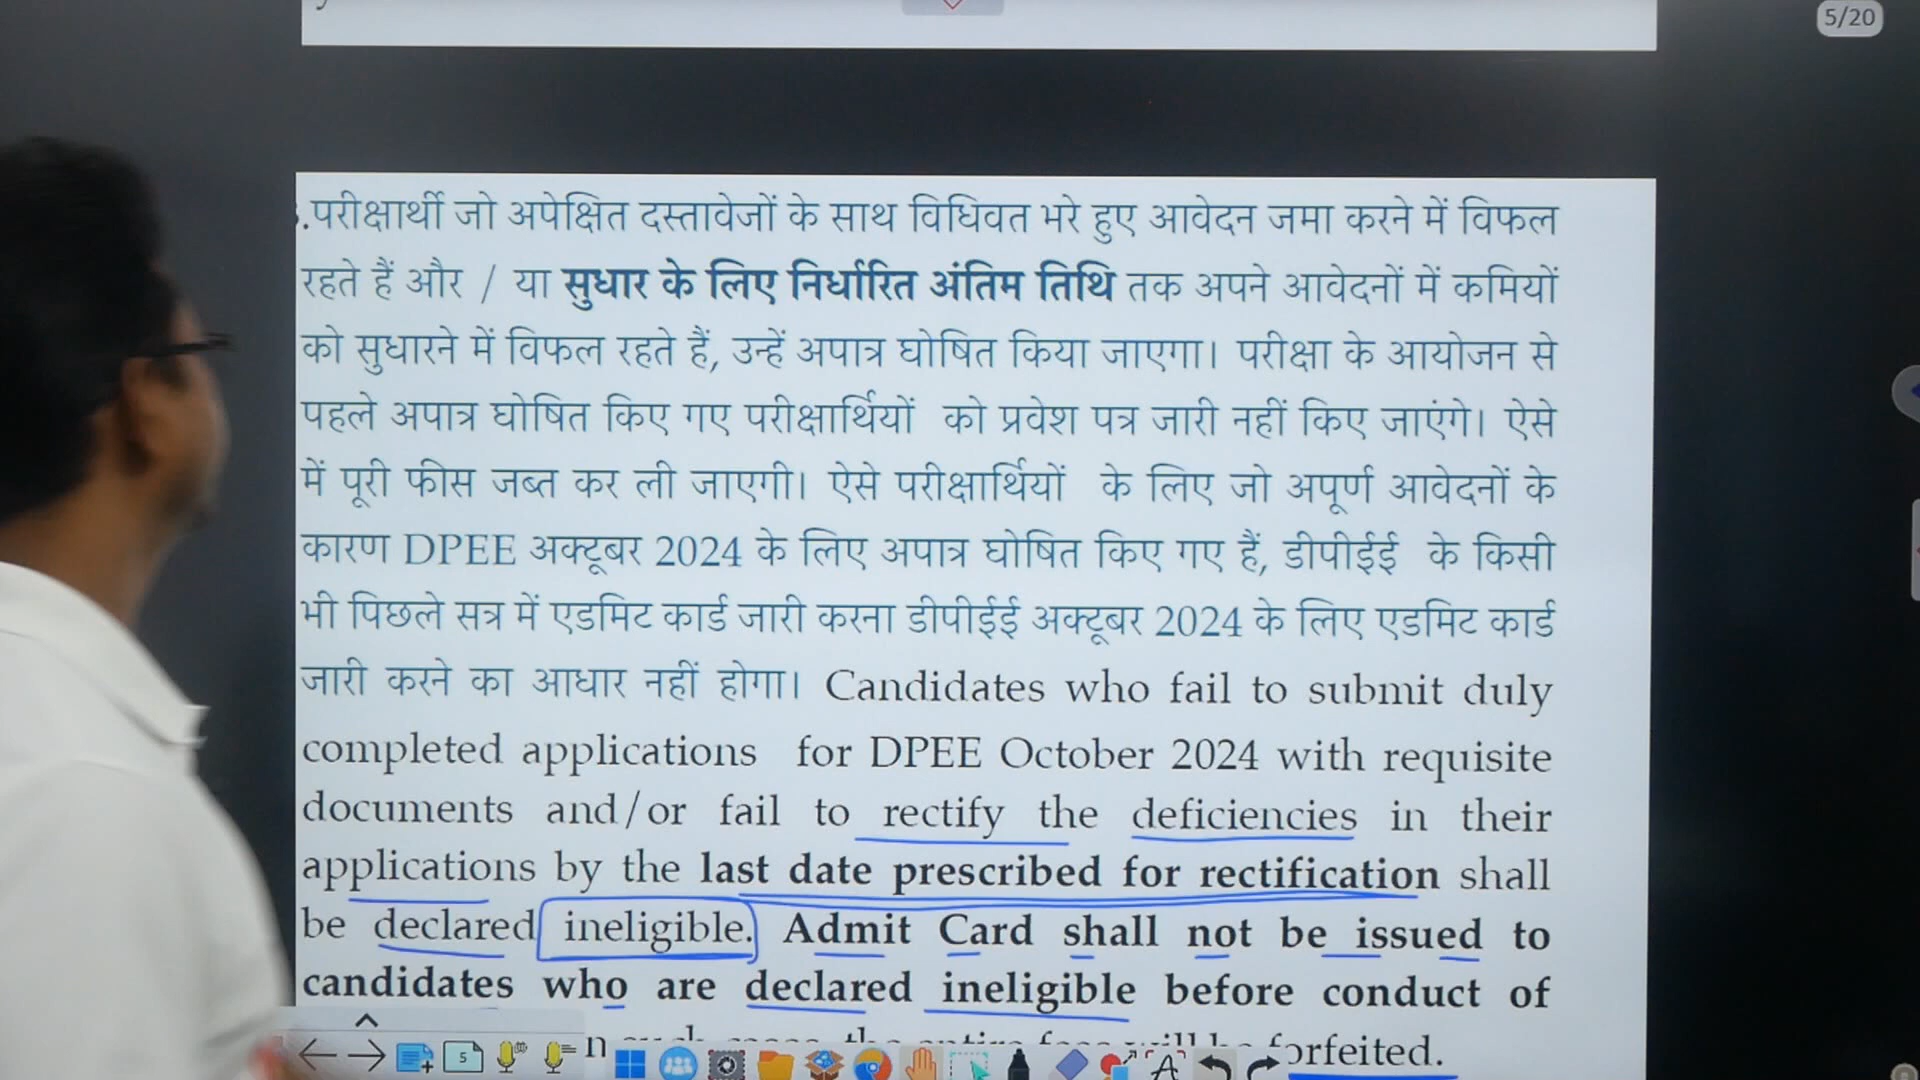 5/20
.परीक्षार्थी जो अपेक्षित दस्तावेजों के साथ विधिवत भरे हुए आवेदन जमा करने में विफल
रहते हैं और / या सुधार के लिए निर्धारित अंतिम तिथि तक अपने आवेदनों में कमियों
को सुधारने में विफल रहते हैं, उन्हें अपात्र घोषित किया जाएगा। परीक्षा के आयोजन से
पहले अपात्र घोषित किए गए परीक्षार्थियों को प्रवेश पत्र जारी नहीं किए जाएंगे। ऐसे
में पूरी फीस जब्त कर ली जाएगी। ऐसे परीक्षार्थियों के लिए जो अपूर्ण आवेदनों के
कारण DPEE अक्टूबर 2024 के लिए अपात्र घोषित किए गए हैं, डीपीईई के किसी
भी पिछले सत्र में एडमिट कार्ड जारी करना डीपीईई अक्टूबर 2024 के लिए एडमिट कार्ड
जारी करने का आधार नहीं होगा। Candidates who fail to submit duly
completed applications for DPEE October 2024 with requisite
documents and/or fail to rectify the deficiencies in their
applications by the last date prescribed for rectification shall
be declared ineligible. Admit Card shall not be issued to
candidates who are declared ineligible before conduct of
forfeited.
5